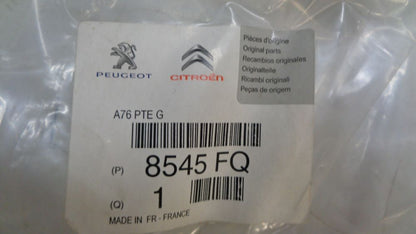 PEUGEOT
CITROËN
Pièces d'origine
Original parts
Recambios originales
Originalteile
Ricambi originali
Peças de origem
A76 PTE G
(P) 8545 FQ
(Q) 1
MADE IN FR - FRANCE